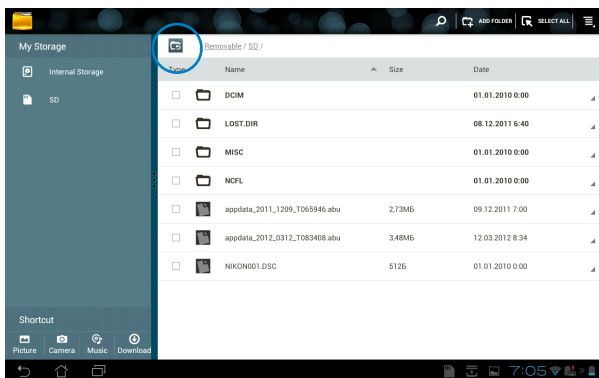 ADD FOLDER SELECT ALL
My Storage
Removable / SD /
Internal Storage
SD
Type Name Size Date
DCIM 01.01.2010 0:00
LOST.DIR 08.12.2011 6:40
MISC 01.01.2010 0:00
NCFL 01.01.2010 0:00
appdata_2011_1209_T065946.abu 2,73МБ 09.12.2011 7:00
appdata_2012_0312_T083408.abu 3,48МБ 12.03.2012 8:34
NIKON001.DSC 512Б 01.01.2010 0:00
Shortcut
Picture Camera Music Download
7:05